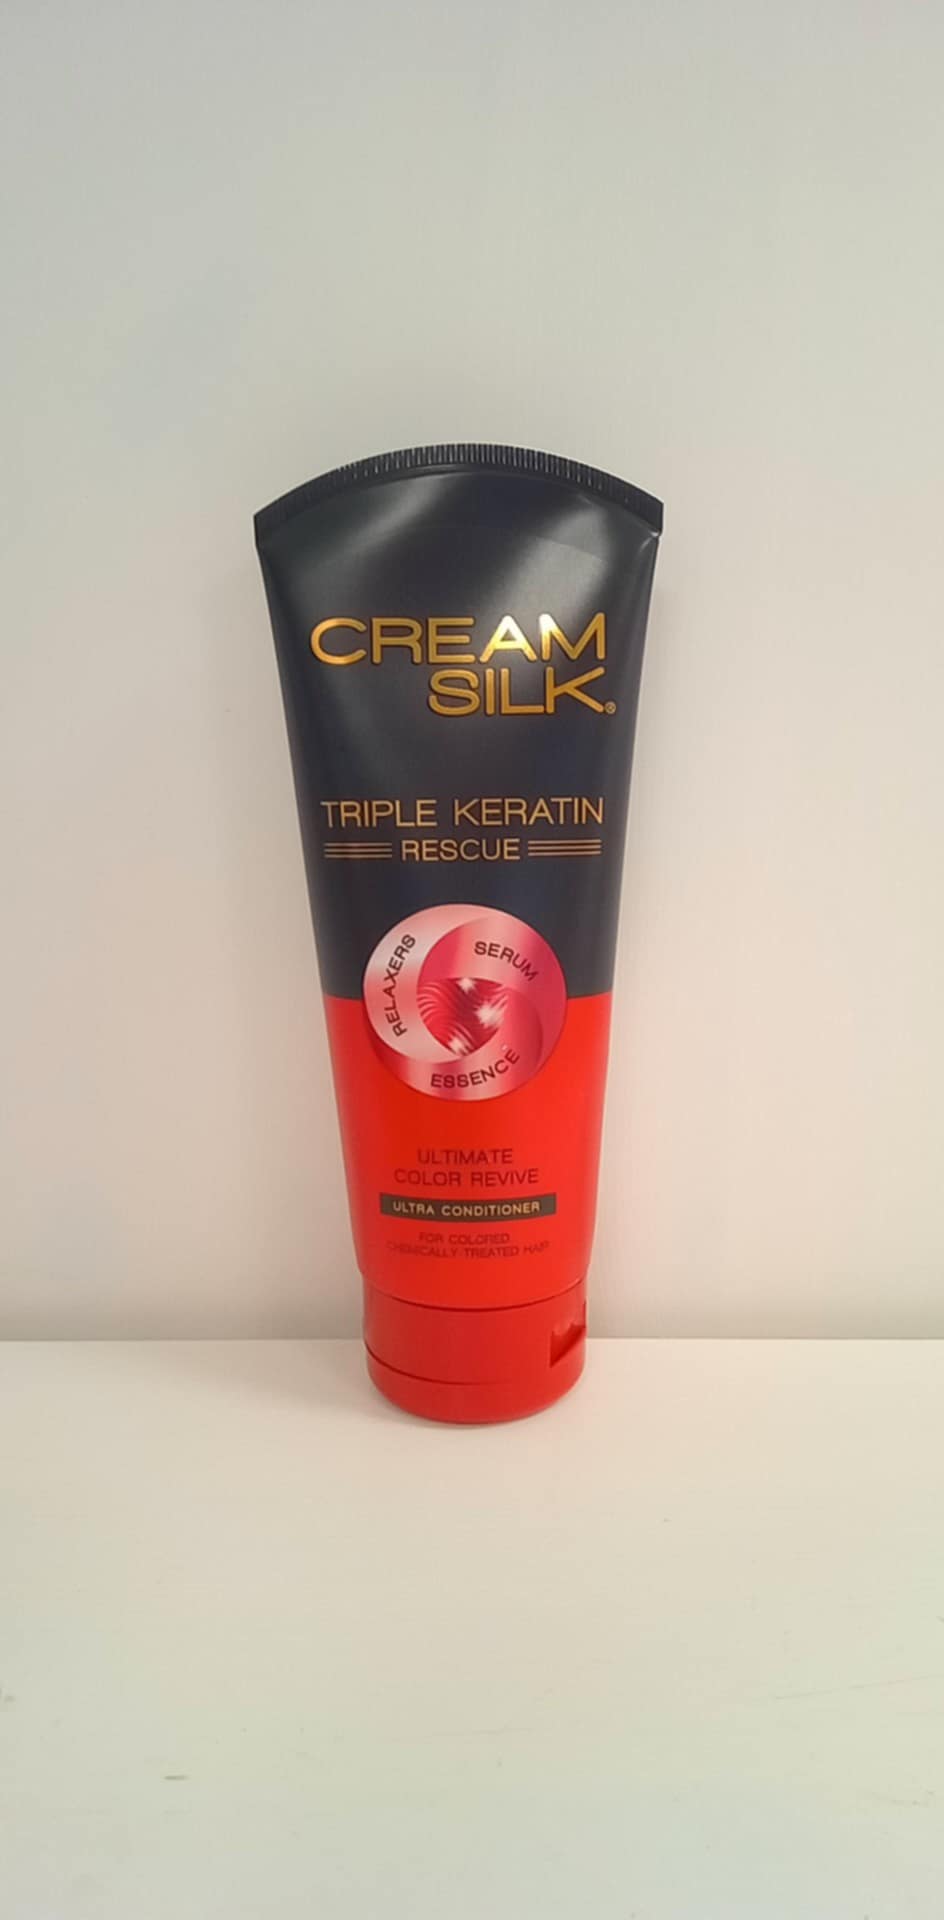 CREAM
SILK®
TRIPLE KERATIN
RESCUE
RELAXERS
SERUM
ESSENCE
ULTIMATE
COLOR REVIVE
ULTRA CONDITIONER
FOR COLORED
CHEMICALLY-TREATED HAIR